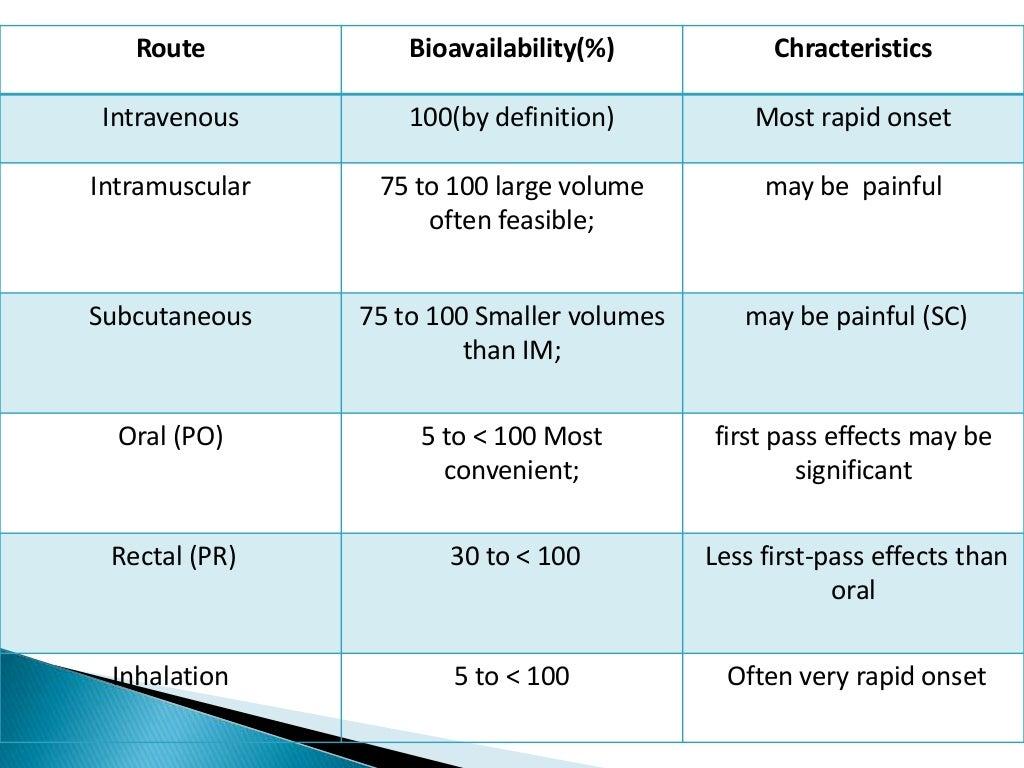 Route Bioavailability(%) Chracteristics
Intravenous 100(by definition) Most rapid onset
Intramuscular 75 to 100 large volume may be painful
often feasible;
Subcutaneous 75 to 100 Smaller volumes may be painful (SC)
than IM;
Oral (PO) 5 to < 100 Most first pass effects may be
convenient; significant
Rectal (PR) 30 to < 100 Less first-pass effects than
oral
Inhalation 5 to < 100 Often very rapid onset